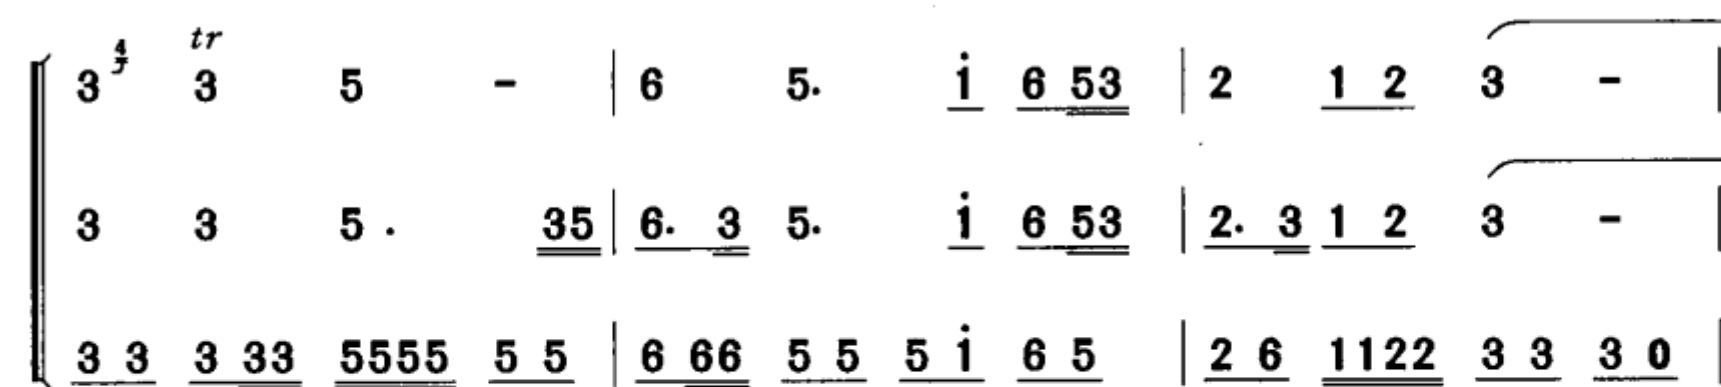 4
tr
3 3 5 - | 6 5. i 6 53 | 2 1 2 3 - |
3 3 5 . 35 | 6. 3 5. i 6 53 | 2. 3 1 2 3 - |
3 3 3 33 5555 5 5 | 6 66 5 5 5 i 6 5 | 2 6 1122 3 3 3 0 |